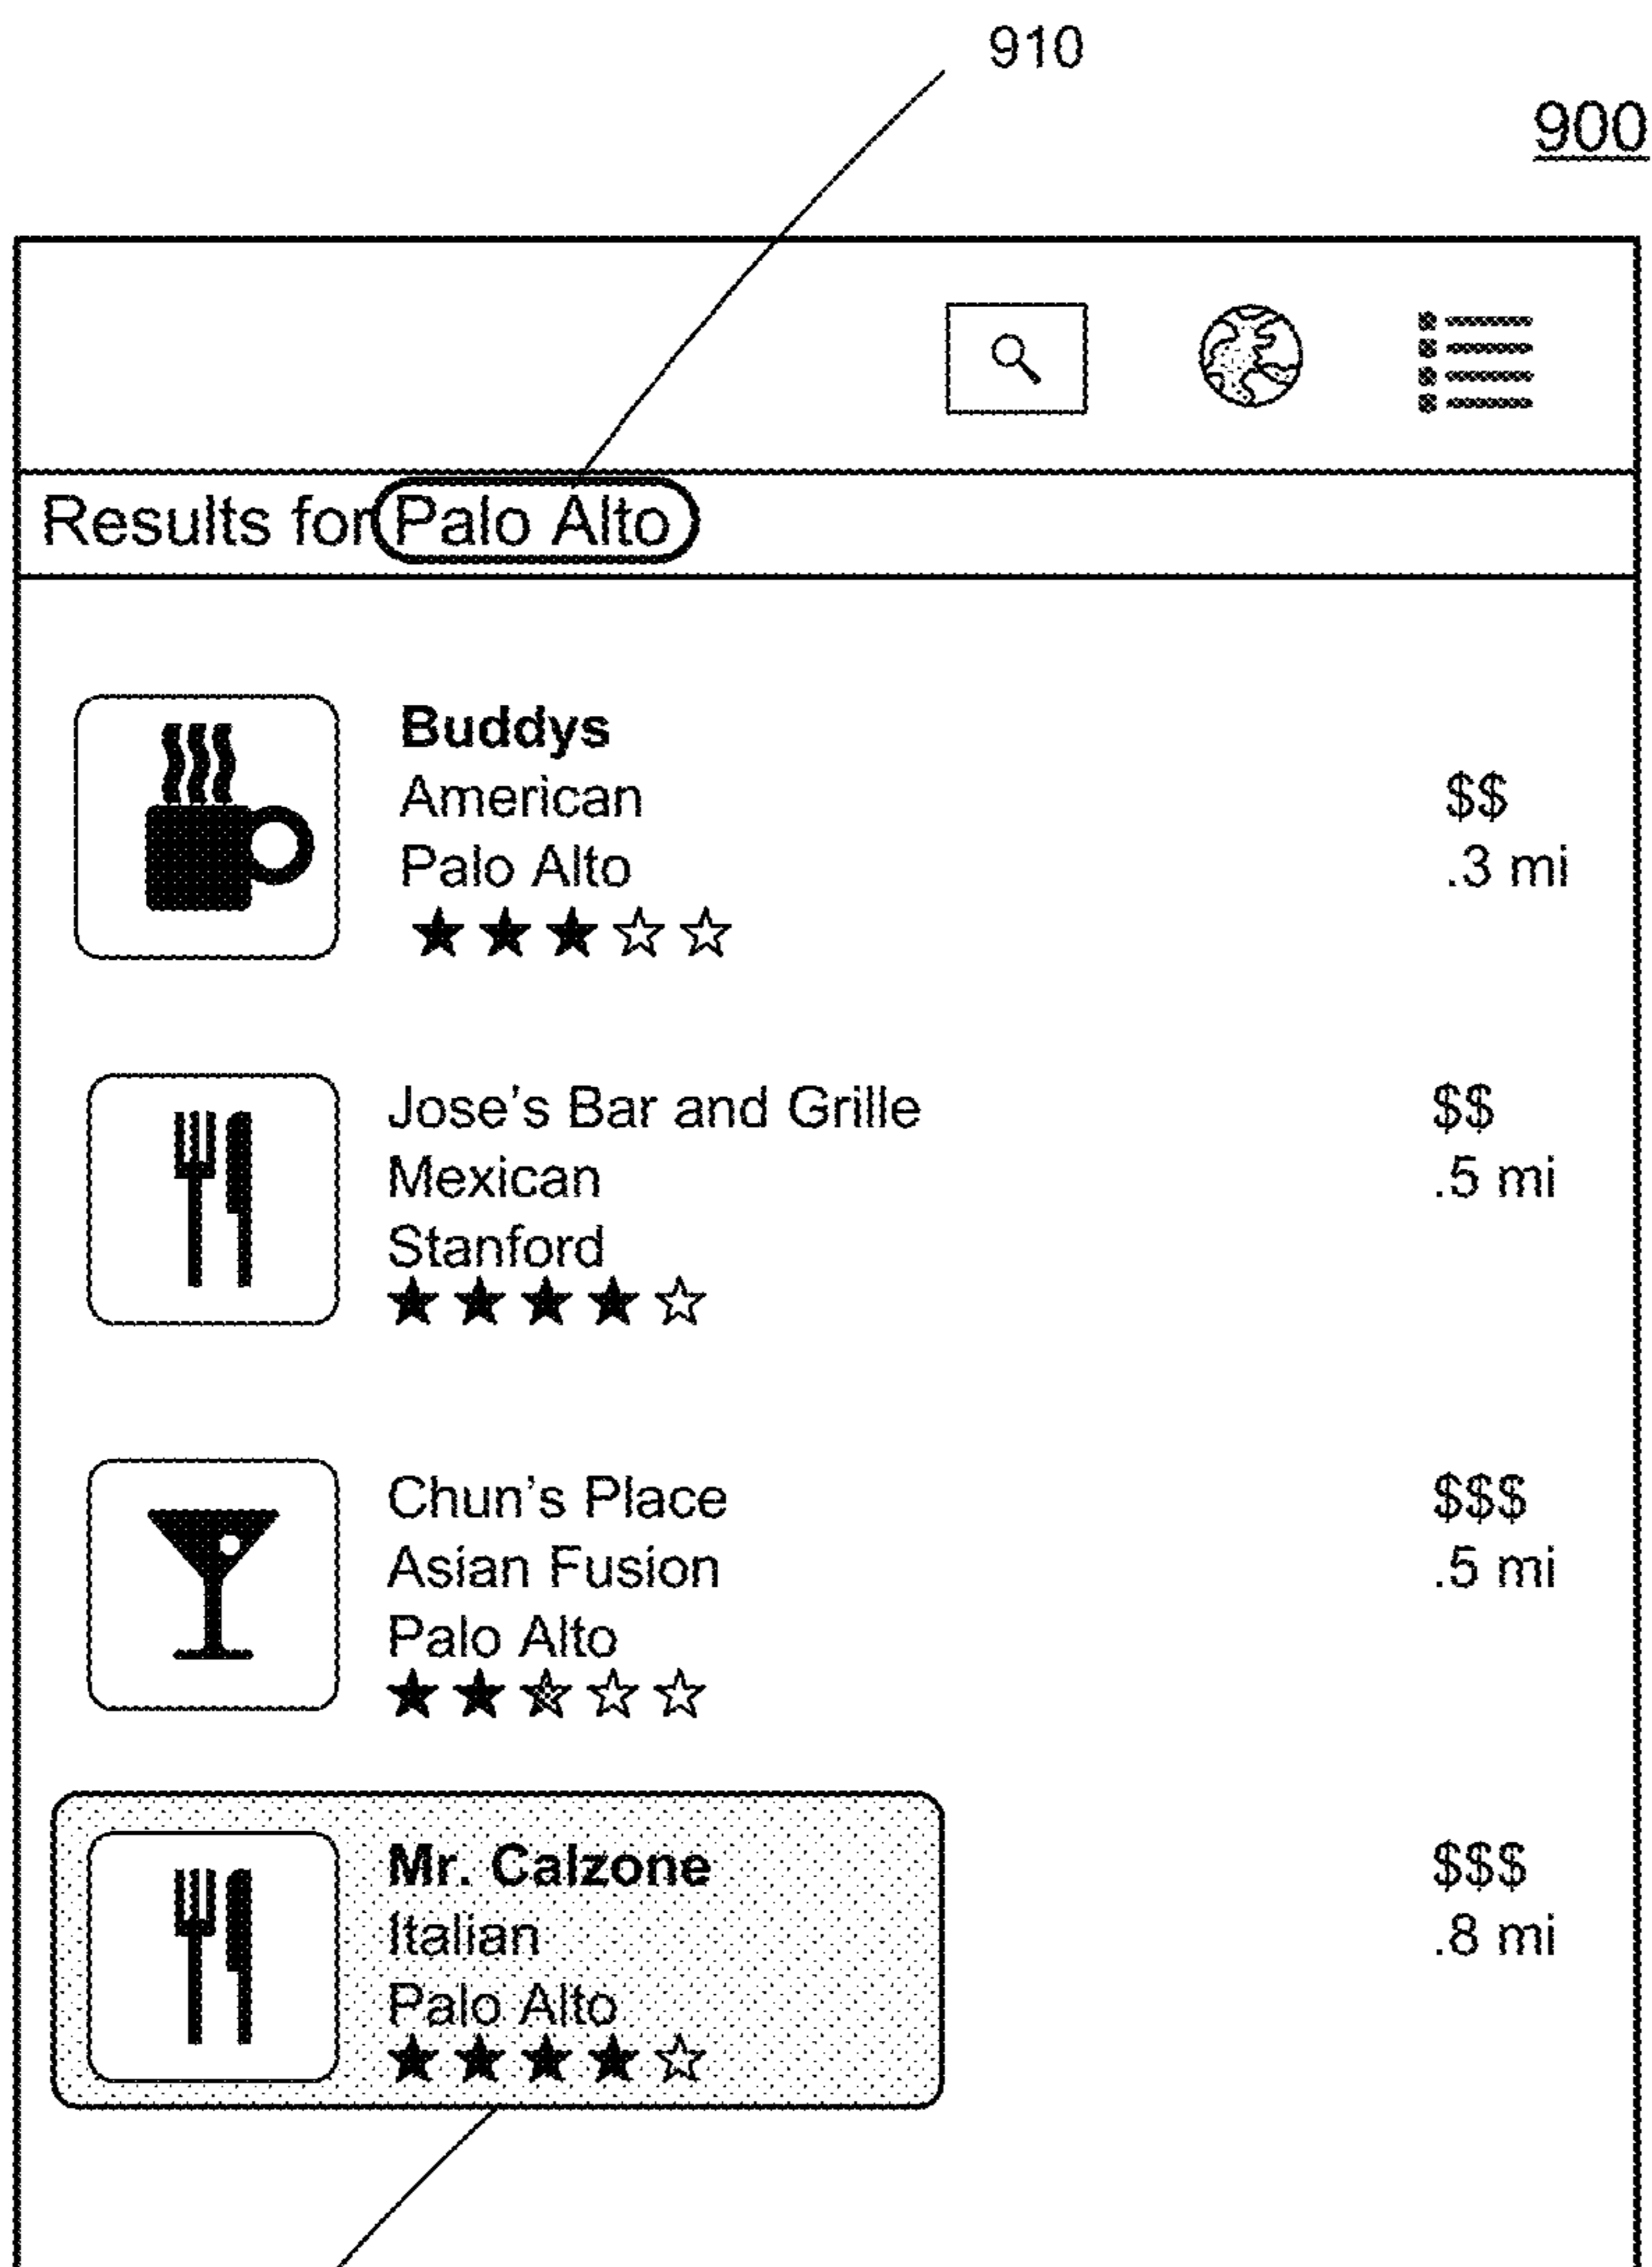 910
900
Results for Palo Alto
Buddys
American
$$
Palo Alto
.3 mi
Jose's Bar and Grille
$$
Mexican
.5 mi
Stanford
Chun's Place
$$$
Asian Fusion
.5 mi
Palo Alto
Mr. Calzone
$$$
Italian
.8 mi
Palo Alto